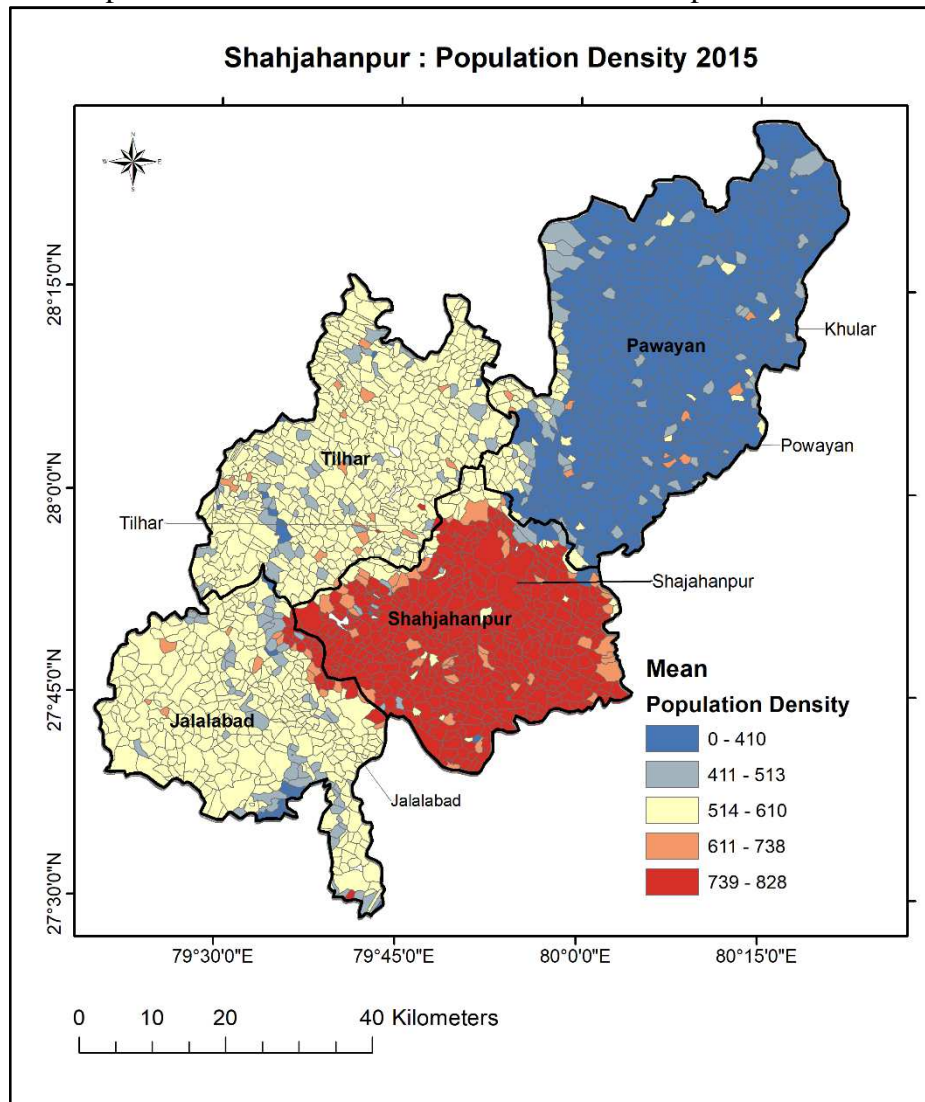 Shahjahanpur : Population Density 2015
N
W E
S
28°15'0"N
28°0'0"N
27°45'0"N
27°30'0"N
Khular
Pawayan
Powayan
Tilhar
Tilhar
Shajahanpur
Shahjahanpur
Jalalabad
Jalalabad
Mean
Population Density
0 - 410
411 - 513
514 - 610
611 - 738
739 - 828
79°30'0"E 79°45'0"E 80°0'0"E 80°15'0"E
0 10 20 40 Kilometers